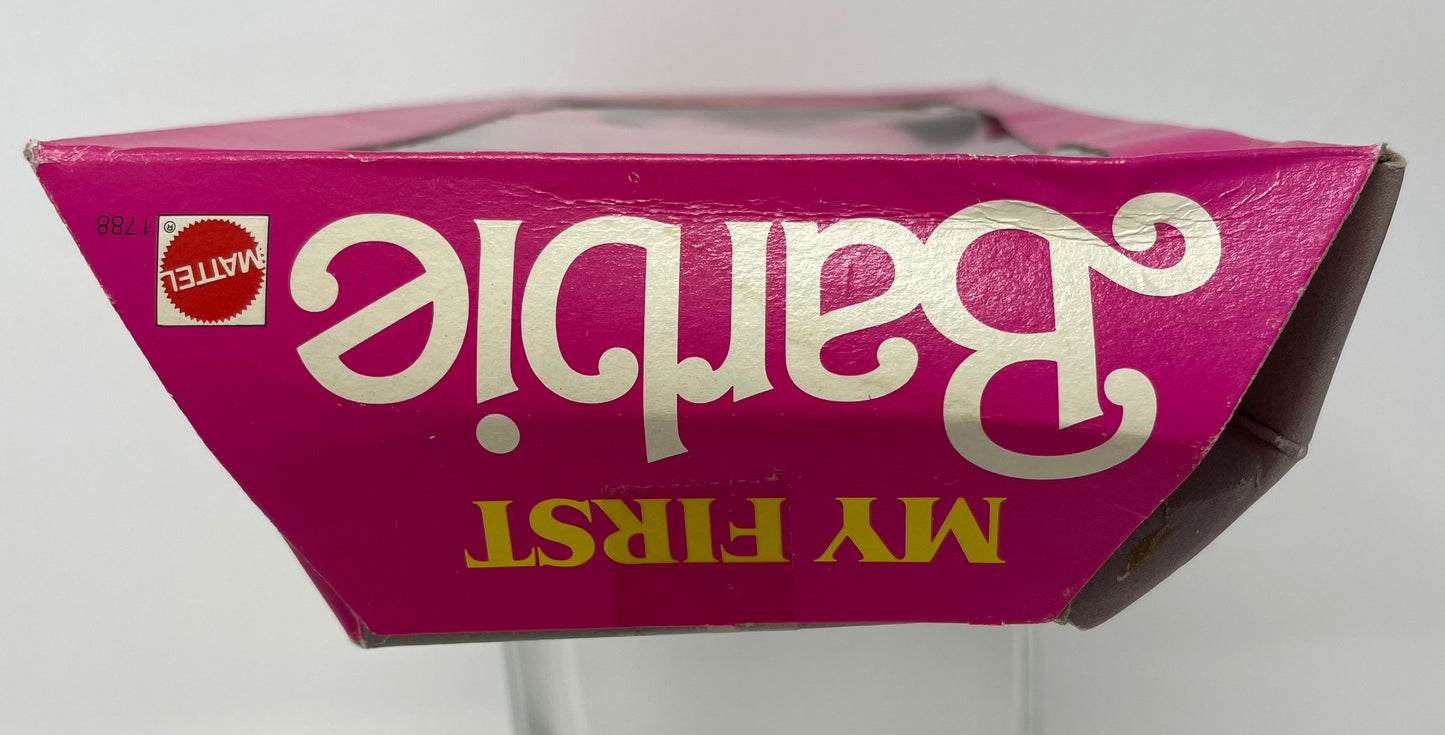 MY FIRST
Barbie
MATTEL
®
1788